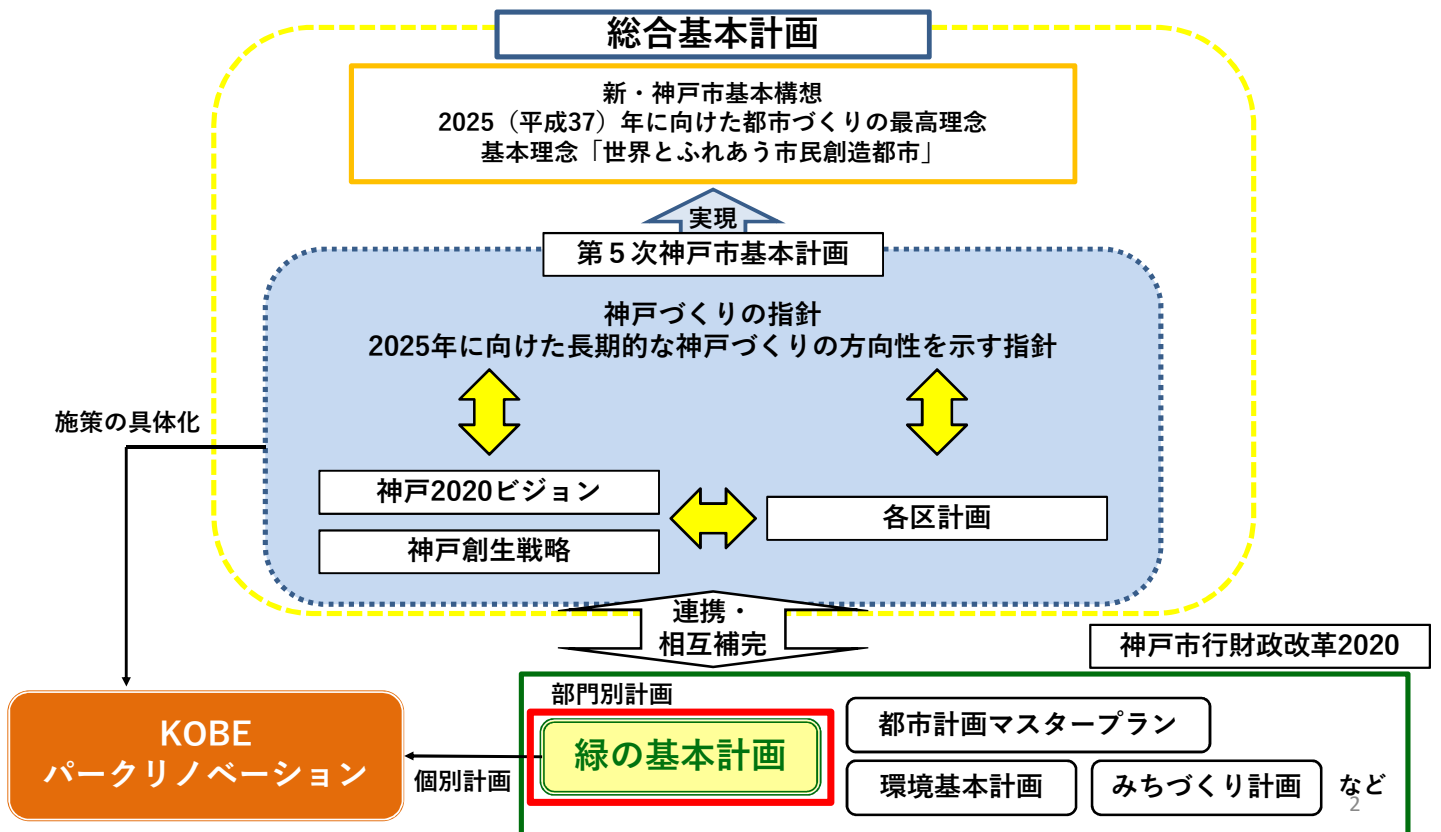 総合基本計画
新・神戸市基本構想
2025（平成37）年に向けた都市づくりの最高理念
基本理念「世界とふれあう市民創造都市」
実現
第５次神戸市基本計画
神戸づくりの指針
2025年に向けた長期的な神戸づくりの方向性を示す指針
施策の具体化
神戸2020ビジョン
神戸創生戦略
各区計画
連携・
相互補完
神戸市行財政改革2020
部門別計画
緑の基本計画
都市計画マスタープラン
環境基本計画
みちづくり計画
など
KOBE
パークリノベーション
個別計画
2